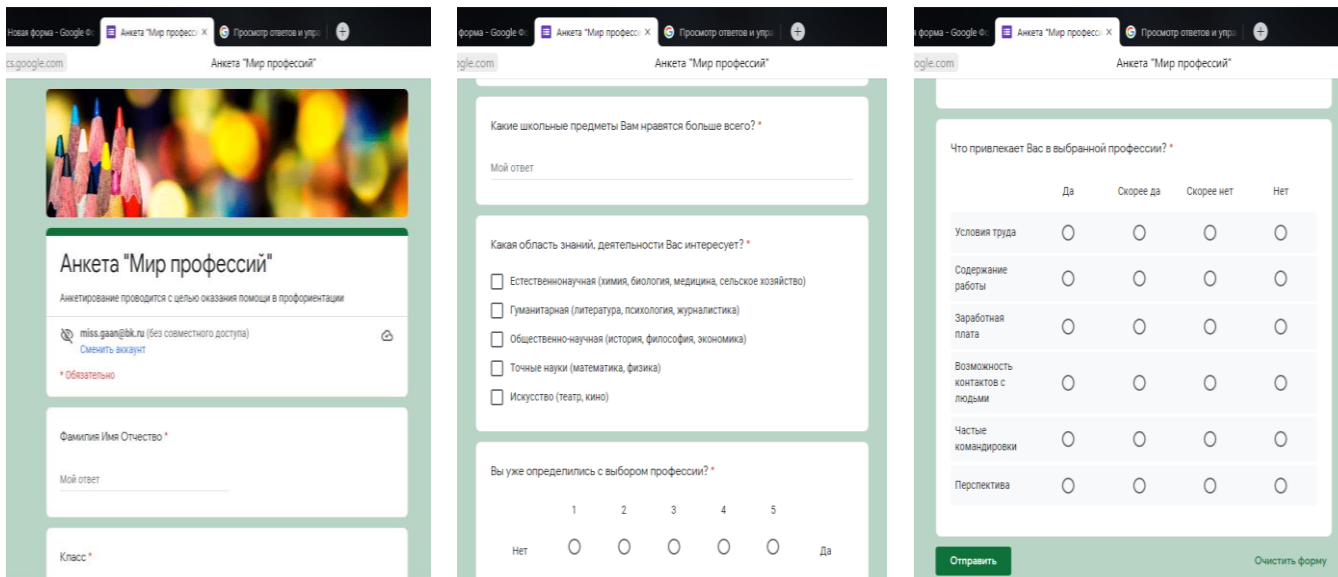 Новая форма - Google Фо
Анкета "Мир професси
Просмотр ответов и упра
cs.google.com
Анкета "Мир профессий"
Анкета "Мир профессий"
Анкетирование проводится с целью оказания помощи в профориентации
miss.gaan@bk.ru (без совместного доступа)
Сменить аккаунт
* Обязательно
Фамилия Имя Отчество *
Мой ответ
Класс *
форма - Google Фо
Анкета "Мир професси
Просмотр ответов и упра
ogle.com
Анкета "Мир профессий"
Какие школьные предметы Вам нравятся больше всего? *
Мой ответ
Какая область знаний, деятельности Вас интересует? *
Естественнонаучная (химия, биология, медицина, сельское хозяйство)
Гуманитарная (литература, психология, журналистика)
Общественно-научная (история, философия, экономика)
Точные науки (математика, физика)
Искусство (театр, кино)
Вы уже определились с выбором профессии? *
1 2 3 4 5
Нет Да
я форма - Google Фо
Анкета "Мир професси
Просмотр ответов и упра
ogle.com
Анкета "Мир профессий"
Что привлекает Вас в выбранной профессии? *
Да Скорее да Скорее нет Нет
Условия труда
Содержание
работы
Заработная
плата
Возможность
контактов с
людьми
Частые
командировки
Перспектива
Отправить
Очистить форму